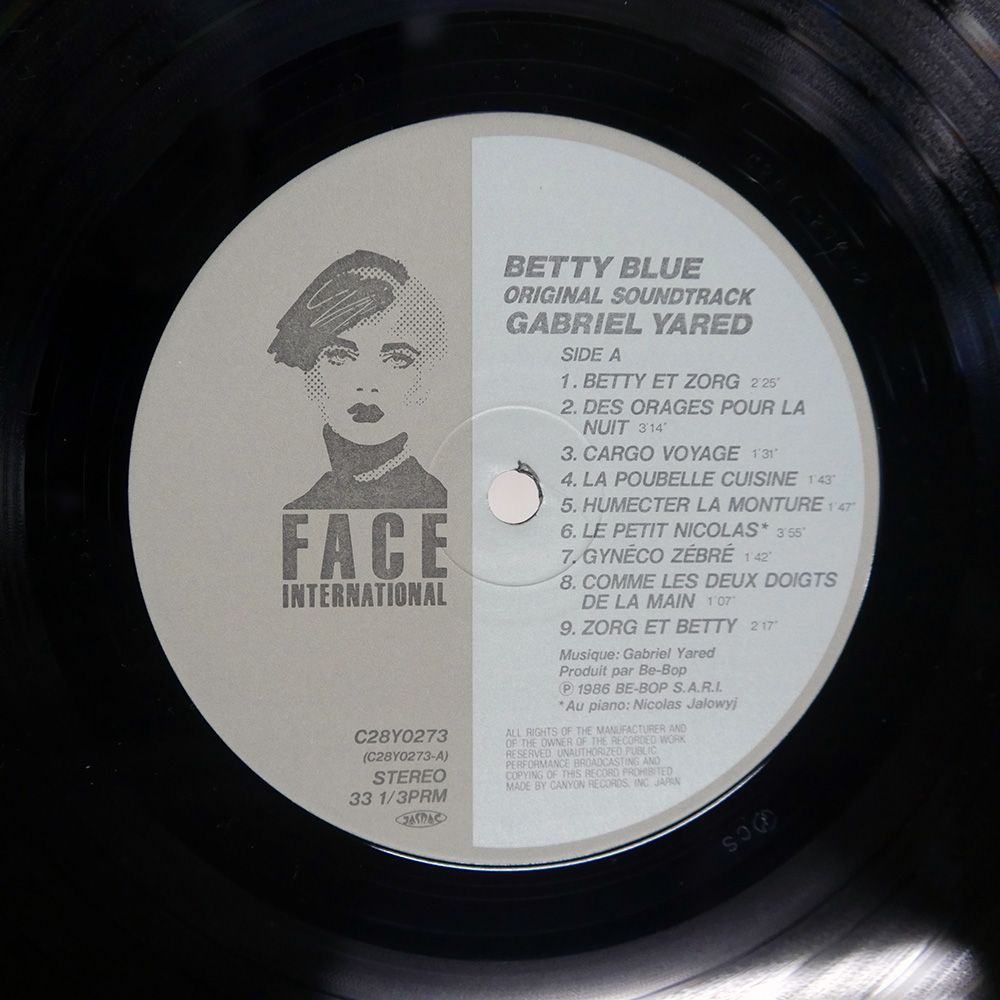 BETTY BLUE
ORIGINAL SOUNDTRACK
GABRIEL YARED
SIDE A
1. BETTY ET ZORG 2'25"
2. DES ORAGES POUR LA
NUIT 3'14"
3. CARGO VOYAGE 1'31"
4. LA POUBELLE CUISINE 1'43"
5. HUMECTER LA MONTURE 1'47"
6. LE PETIT NICOLAS* 3'55"
7. GYNÉCO ZÉBRÉ 1'42"
8. COMME LES DEUX DOIGTS
DE LA MAIN 1'07"
9. ZORG ET BETTY 2'17"
Musique: Gabriel Yared
Produit par Be-Bop
Ⓟ 1986 BE-BOP S.A.R.I.
*Au piano: Nicolas Jalowyj
ALL RIGHTS OF THE MANUFACTURER AND
OF THE OWNER OF THE RECORDED WORK
RESERVED. UNAUTHORIZED PUBLIC
PERFORMANCE BROADCASTING AND
COPYING OF THIS RECORD PROHIBITED
MADE BY CANYON RECORDS, INC. JAPAN
FACE
INTERNATIONAL
C28Y0273
(C28Y0273-A)
STEREO
33 1/3PRM
JASRAC